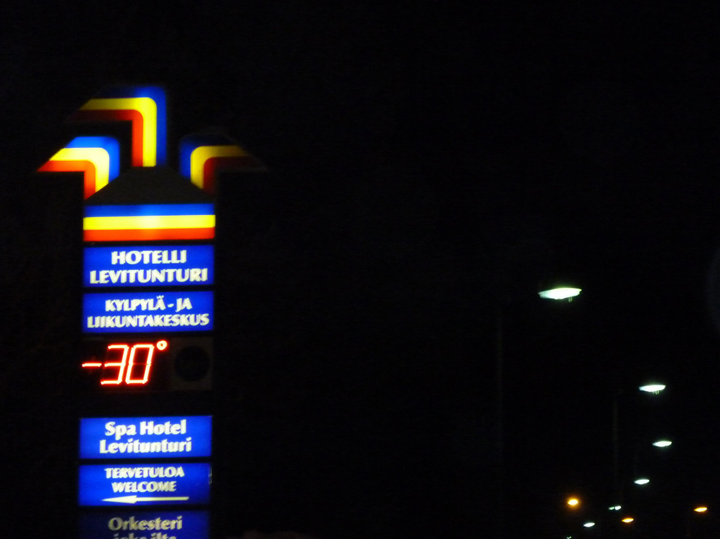 HOTELLI
LEVITUNTURI
KYLPYLÄ - JA
LIIKUNTAKESKUS
-30°
Spa Hotel
Levitunturi
TERVETULOA
WELCOME
Orkesteri